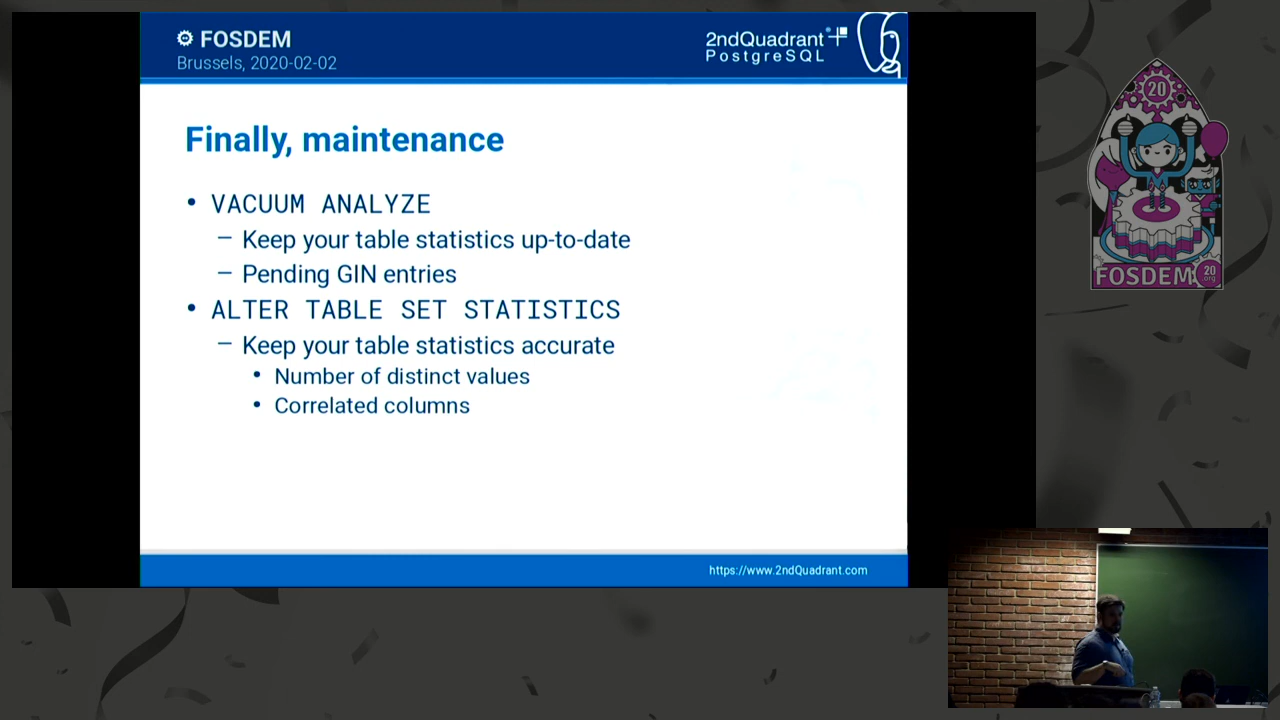 FOSDEM
Brussels, 2020-02-02
2ndQuadrant
PostgreSQL
Finally, maintenance
• VACUUM ANALYZE
– Keep your table statistics up-to-date
– Pending GIN entries
• ALTER TABLE SET STATISTICS
– Keep your table statistics accurate
• Number of distinct values
• Correlated columns
https://www.2ndQuadrant.com
20
FOSDEM
20
.org